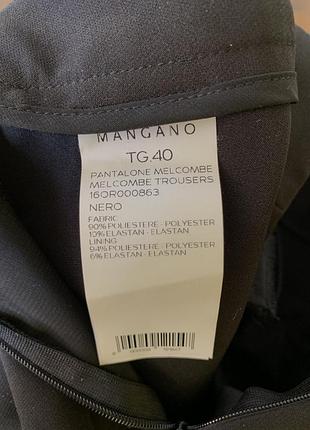 MANGANO
TG.40
PANTALONE MELCOMBE
MELCOMBE TROUSERS
16QR000863
NERO
FABRIC
90% POLIESTERE - POLYESTER
10% ELASTAN - ELASTAN
LINING
94% POLIESTERE - POLYESTER
6% ELASTAN - ELASTAN